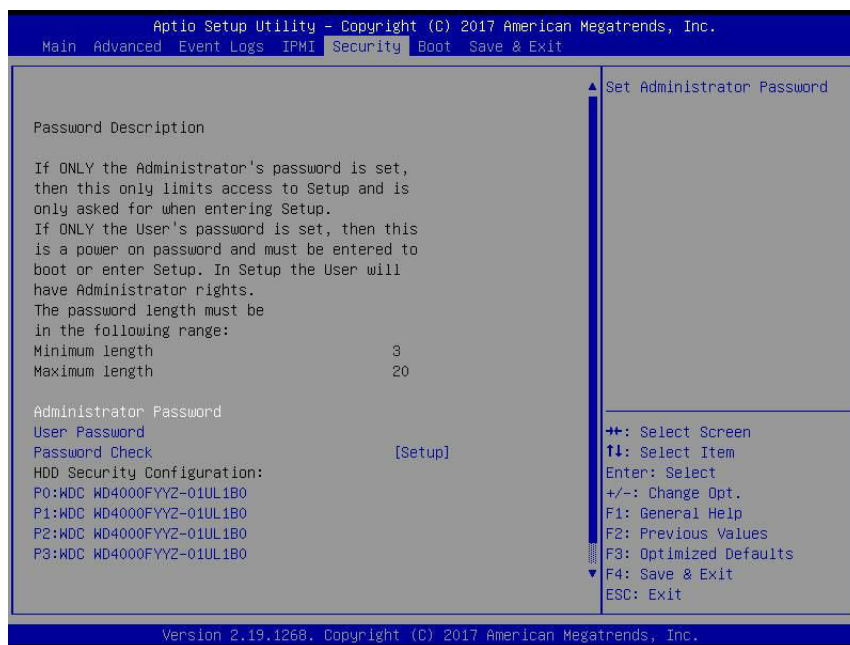 Aptio Setup Utility – Copyright (C) 2017 American Megatrends, Inc.
Main Advanced Event Logs IPMI Security Boot Save & Exit
Password Description
If ONLY the Administrator's password is set,
then this only limits access to Setup and is
only asked for when entering Setup.
If ONLY the User's password is set, then this
is a power on password and must be entered to
boot or enter Setup. In Setup the User will
have Administrator rights.
The password length must be
in the following range:
Minimum length 3
Maximum length 20
Administrator Password
User Password
Password Check [Setup]
HDD Security Configuration:
P0:WDC WD4000FYYZ-01UL1B0
P1:WDC WD4000FYYZ-01UL1B0
P2:WDC WD4000FYYZ-01UL1B0
P3:WDC WD4000FYYZ-01UL1B0
Set Administrator Password
→←: Select Screen
↑↓: Select Item
Enter: Select
+/-: Change Opt.
F1: General Help
F2: Previous Values
F3: Optimized Defaults
F4: Save & Exit
ESC: Exit
Version 2.19.1268. Copyright (C) 2017 American Megatrends, Inc.